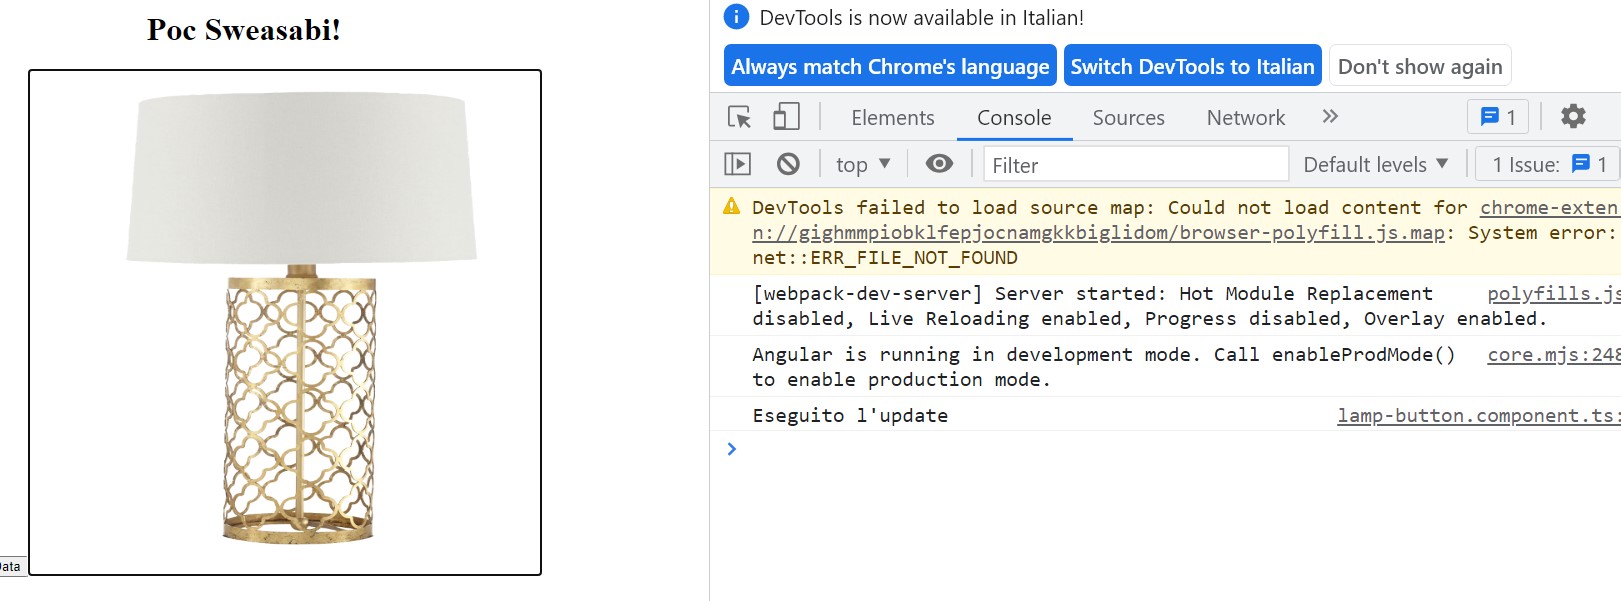 Poc Sweasabi!
ata
DevTools is now available in Italian!
Always match Chrome's language
Switch DevTools to Italian
Don't show again
Elements
Console
Sources
Network
1
top
Filter
Default levels
1 Issue: 1
DevTools failed to load source map: Could not load content for chrome-exten
n://gighmmpiobklfepjocnamgkkbiglidom/browser-polyfill.js.map: System error:
net::ERR_FILE_NOT_FOUND
[webpack-dev-server] Server started: Hot Module Replacement polyfills.js
disabled, Live Reloading enabled, Progress disabled, Overlay enabled.
Angular is running in development mode. Call enableProdMode() core.mjs:248
to enable production mode.
Eseguito l'update lamp-button.component.ts: